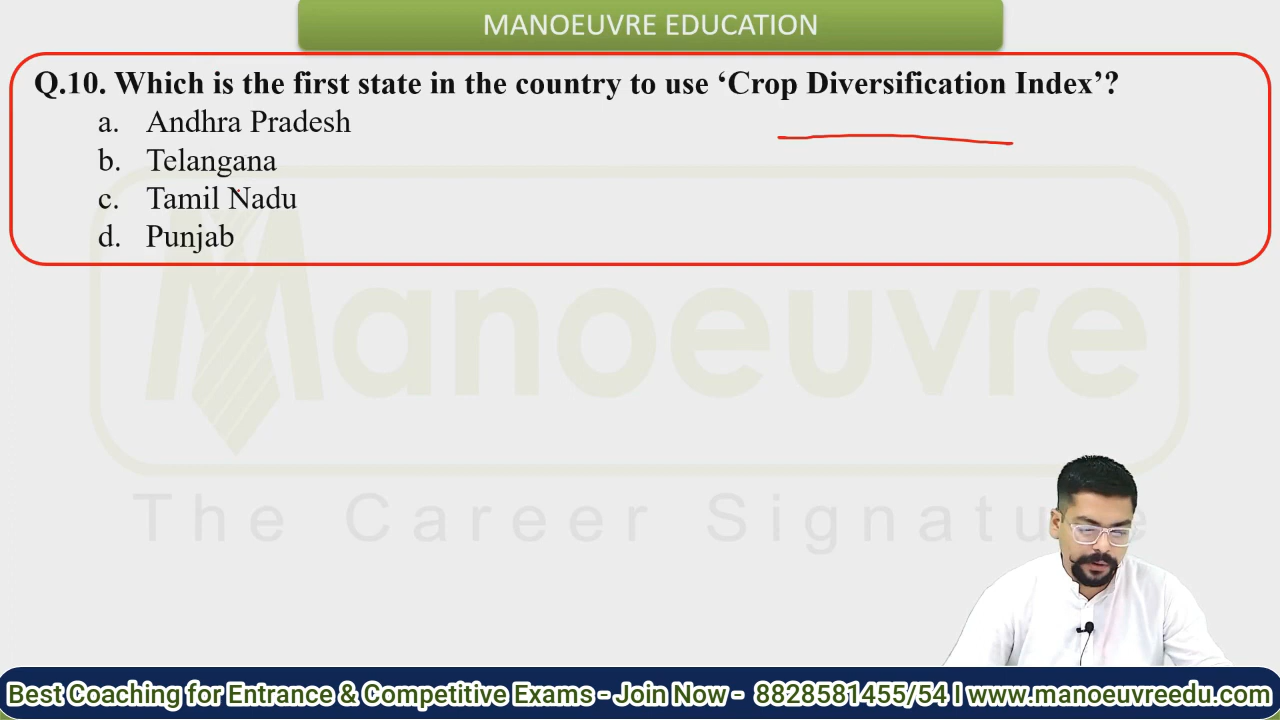 MANOEUVRE EDUCATION
Q.10. Which is the first state in the country to use ‘Crop Diversification Index’?
a. Andhra Pradesh
b. Telangana
c. Tamil Nadu
d. Punjab
Manoeuvre
The Career Signature
Best Coaching for Entrance & Competitive Exams - Join Now - 8828581455/54 I www.manoeuvreedu.com